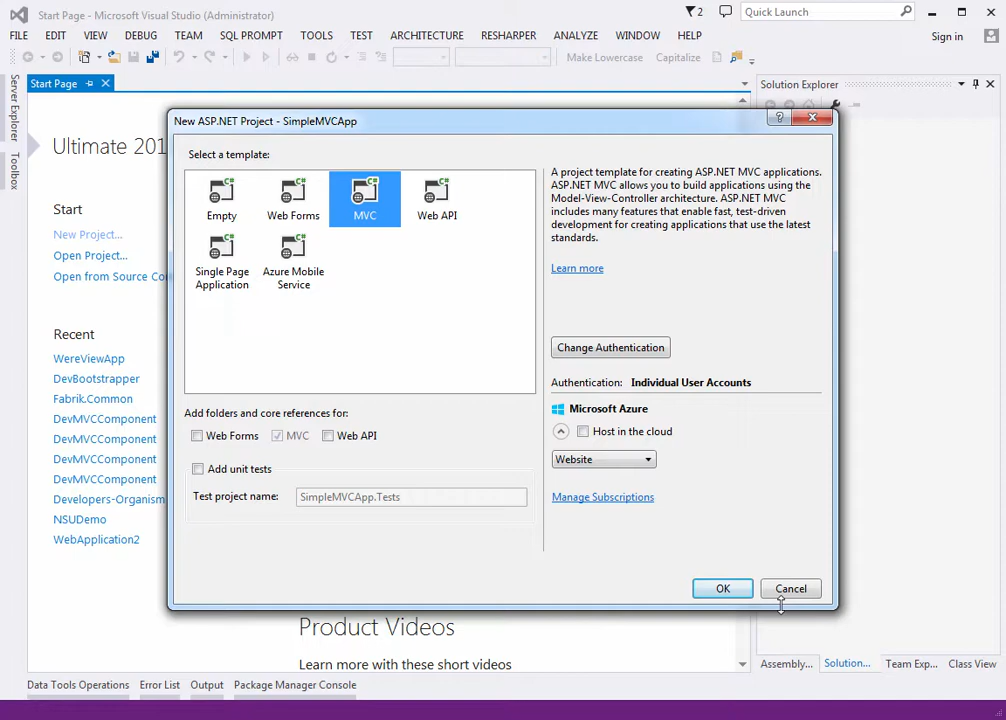 Start Page - Microsoft Visual Studio (Administrator)
2
Quick Launch
FILE EDIT VIEW DEBUG TEAM SQL PROMPT TOOLS TEST ARCHITECTURE RESHARPER ANALYZE WINDOW HELP
Sign in
Make Lowercase Capitalize
Server Explorer
Toolbox
Start Page
Solution Explorer
Ultimate 201
Start
New Project...
Open Project...
Open from Source Co
Recent
WereViewApp
DevBootstrapper
Fabrik.Common
DevMVCComponent
DevMVCComponent
DevMVCComponent
DevMVCComponent
Developers-Organism
NSUDemo
WebApplication2
New ASP.NET Project - SimpleMVCApp
?
Select a template:
C# C# C# C#
Empty Web Forms MVC Web API
C# C#
Single Page
Application
Azure Mobile
Service
A project template for creating ASP.NET MVC applications.
ASP.NET MVC allows you to build applications using the
Model-View-Controller architecture. ASP.NET MVC
includes many features that enable fast, test-driven
development for creating applications that use the latest
standards.
Learn more
Change Authentication
Authentication: Individual User Accounts
Microsoft Azure
Host in the cloud
Website
Manage Subscriptions
Add folders and core references for:
Web Forms MVC Web API
Add unit tests
Test project name: SimpleMVCApp.Tests
OK Cancel
Product Videos
Learn more with these short videos
Assembly... Solution... Team Exp... Class View
Data Tools Operations Error List Output Package Manager Console